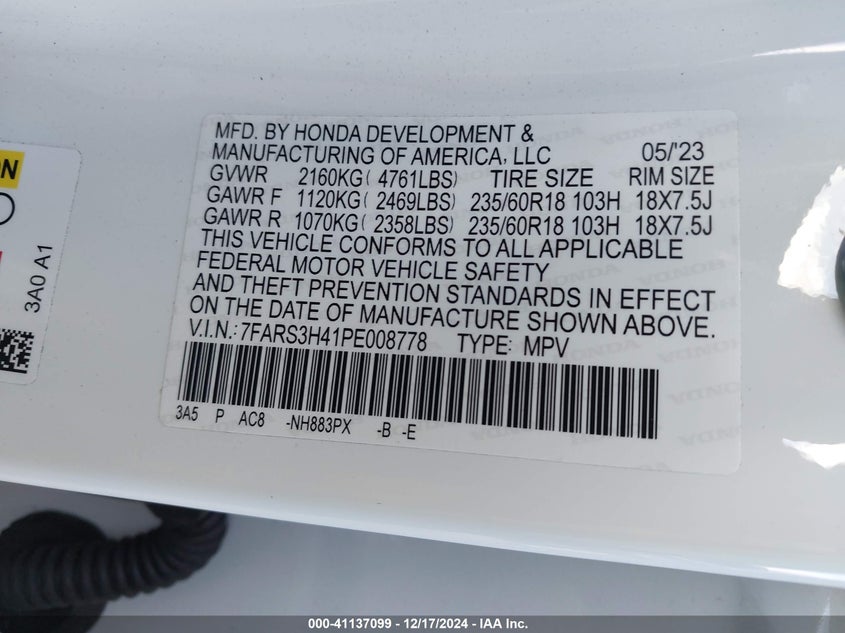 MFD. BY HONDA DEVELOPMENT &
MANUFACTURING OF AMERICA, LLC 05/'23
GVWR 2160KG ( 4761LBS) TIRE SIZE RIM SIZE
GAWR F 1120KG ( 2469LBS) 235/60R18 103H 18X7.5J
GAWR R 1070KG ( 2358LBS) 235/60R18 103H 18X7.5J
THIS VEHICLE CONFORMS TO ALL APPLICABLE
FEDERAL MOTOR VEHICLE SAFETY
AND THEFT PREVENTION STANDARDS IN EFFECT
ON THE DATE OF MANUFACTURE SHOWN ABOVE.
V.I.N.: 7FARS3H41PE008778 TYPE: MPV
3A5 P AC8 -NH883PX -B -E
ON
3A0 A1
000-41137099 - 12/17/2024 - IAA Inc.